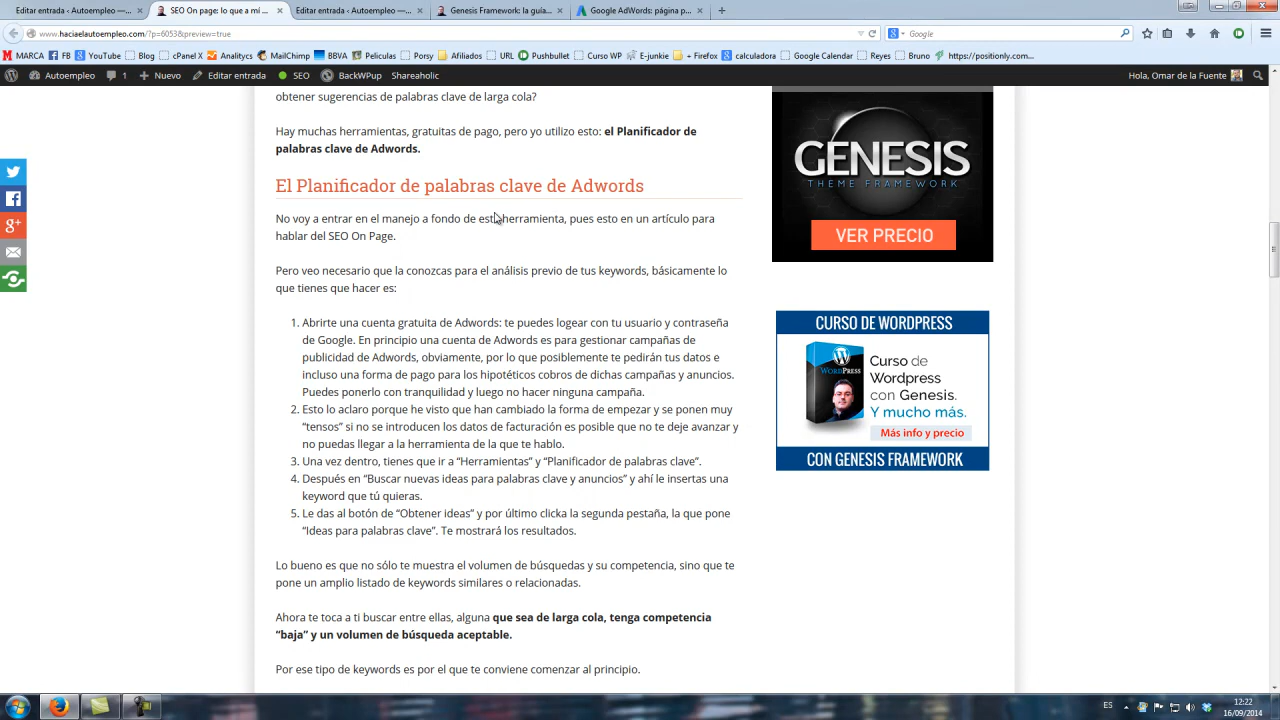 Editar entrada ‹ Autoempleo —...
SEO On page: lo que a mí ...
Editar entrada ‹ Autoempleo —...
Genesis Framework: la guía...
Google AdWords: página p...
www.haciaelautoempleo.com/?p=6053&preview=true
Google
MARCA
FACEBOOK
YouTube
Blog
cPanel X
Analitycs
MailChimp
BBVA
Peliculas
Porsy
Afiliados
URL
Pushbullet
Curso WP
E-junkie
+ Firefox
calculadora
Google Calendar
Reyes
Bruno
https://positionly.com...
Autoempleo
1
Nuevo
Editar entrada
SEO
BackWPup
Shareaholic
Hola, Omar de la Fuente
obtener sugerencias de palabras clave de larga cola?
Hay muchas herramientas, gratuitas de pago, pero yo utilizo esto: el Planificador de
palabras clave de Adwords.
El Planificador de palabras clave de Adwords
No voy a entrar en el manejo a fondo de esta herramienta, pues esto en un artículo para
hablar del SEO On Page.
Pero veo necesario que la conozcas para el análisis previo de tus keywords, básicamente lo
que tienes que hacer es:
1. Abrirte una cuenta gratuita de Adwords: te puedes logear con tu usuario y contraseña
de Google. En principio una cuenta de Adwords es para gestionar campañas de
publicidad de Adwords, obviamente, por lo que posiblemente te pedirán tus datos e
incluso una forma de pago para los hipotéticos cobros de dichas campañas y anuncios.
Puedes ponerlo con tranquilidad y luego no hacer ninguna campaña.
2. Esto lo aclaro porque he visto que han cambiado la forma de empezar y se ponen muy
“tensos” si no se introducen los datos de facturación es posible que no te deje avanzar y
no puedas llegar a la herramienta de la que te hablo.
3. Una vez dentro, tienes que ir a “Herramientas” y “Planificador de palabras clave”.
4. Después en “Buscar nuevas ideas para palabras clave y anuncios” y ahí le insertas una
keyword que tú quieras.
5. Le das al botón de “Obtener ideas” y por último clicka la segunda pestaña, la que pone
“Ideas para palabras clave”. Te mostrará los resultados.
Lo bueno es que no sólo te muestra el volumen de búsquedas y su competencia, sino que te
pone un amplio listado de keywords similares o relacionadas.
Ahora te toca a ti buscar entre ellas, alguna que sea de larga cola, tenga competencia
“baja” y un volumen de búsqueda aceptable.
Por ese tipo de keywords es por el que te conviene comenzar al principio.
GENESIS
THEME FRAMEWORK
VER PRECIO
CURSO DE WORDPRESS
WORDPRESS
Curso de
Wordpress
con Genesis.
Y mucho más.
Más info y precio
CON GENESIS FRAMEWORK
ES
12:22
16/09/2014